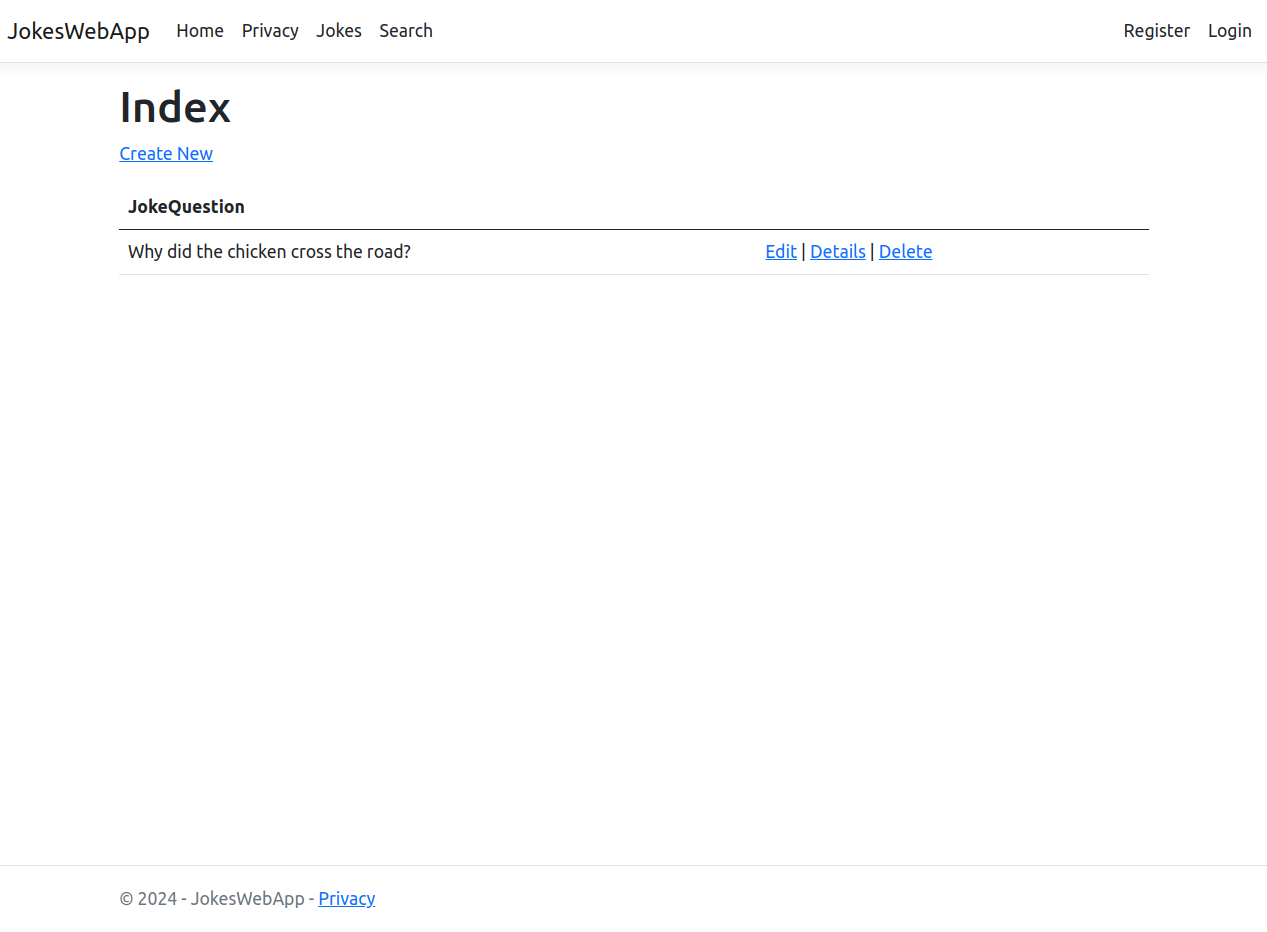 JokesWebApp Home Privacy Jokes Search Register Login
Index
Create New
JokeQuestion
Why did the chicken cross the road? Edit | Details | Delete
© 2024 - JokesWebApp - Privacy